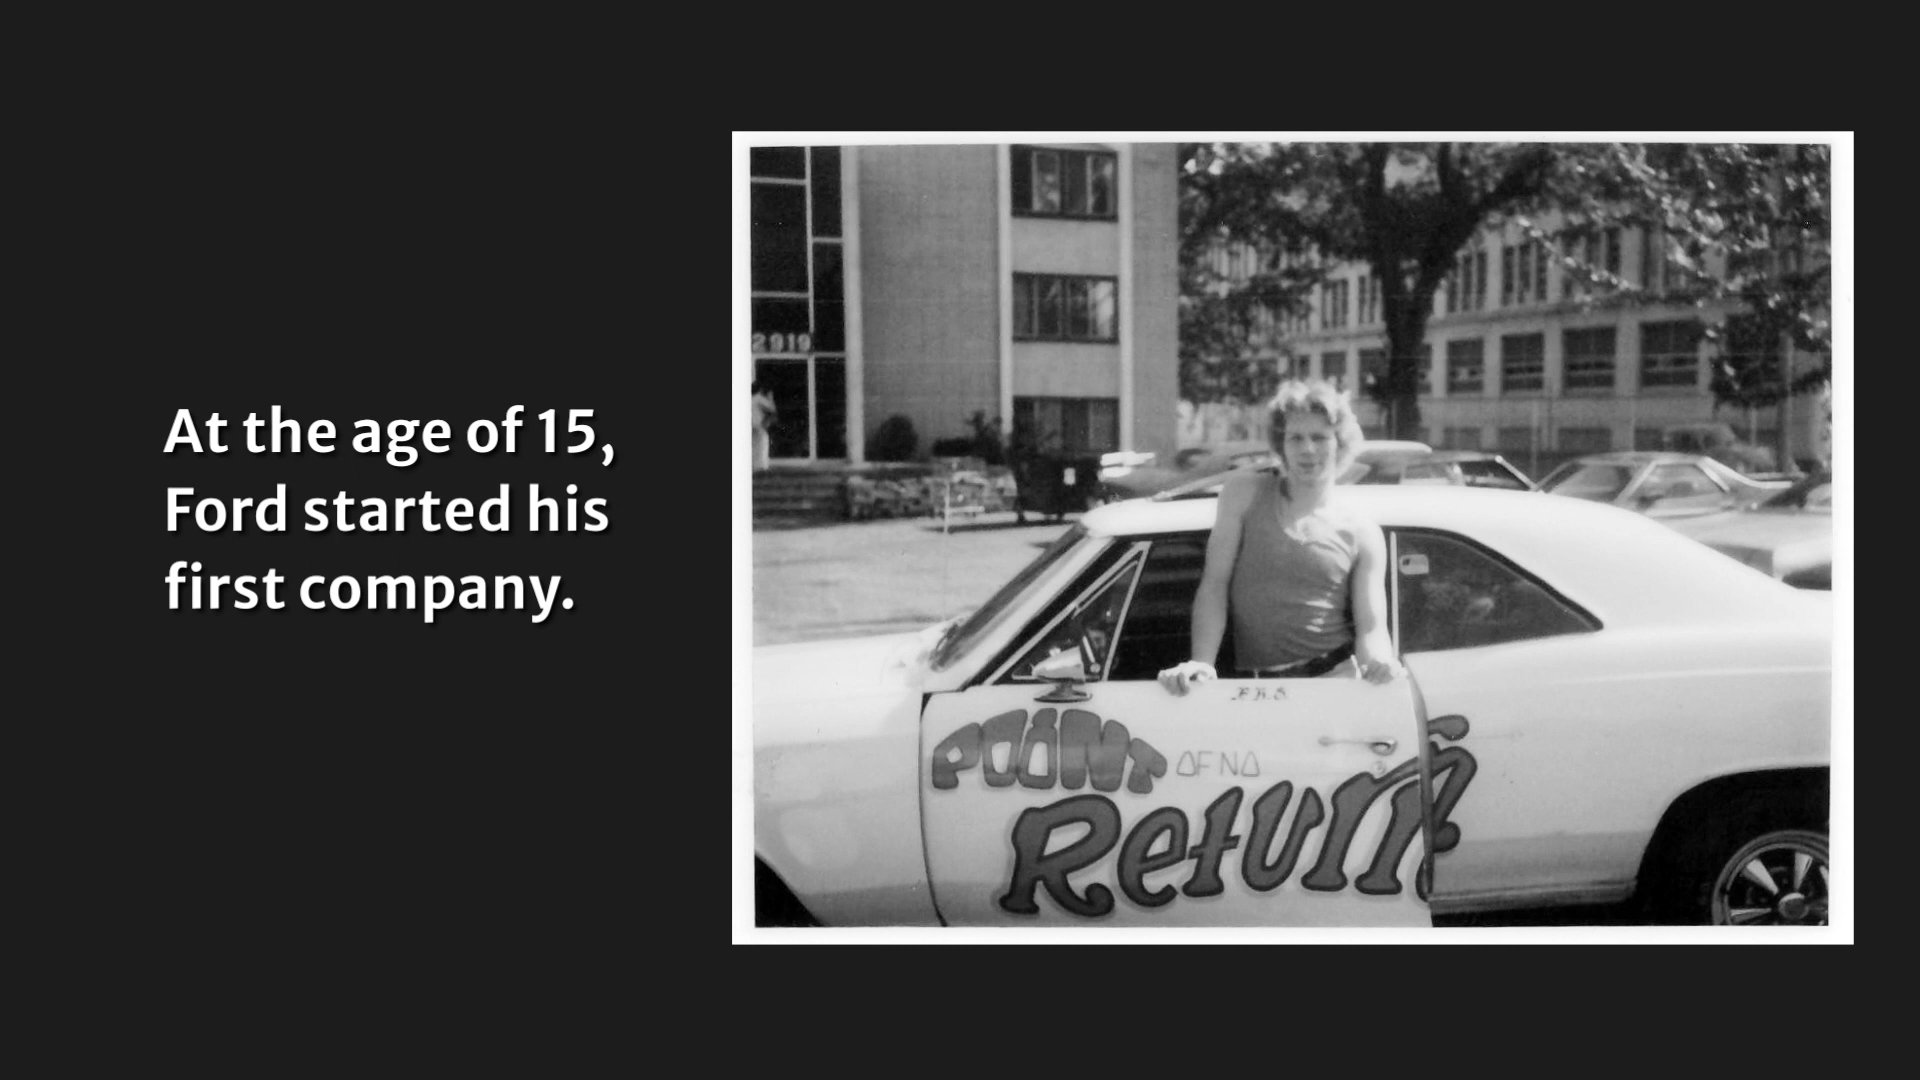 At the age of 15,
Ford started his
first company.
2919
POINT OF NO
Return